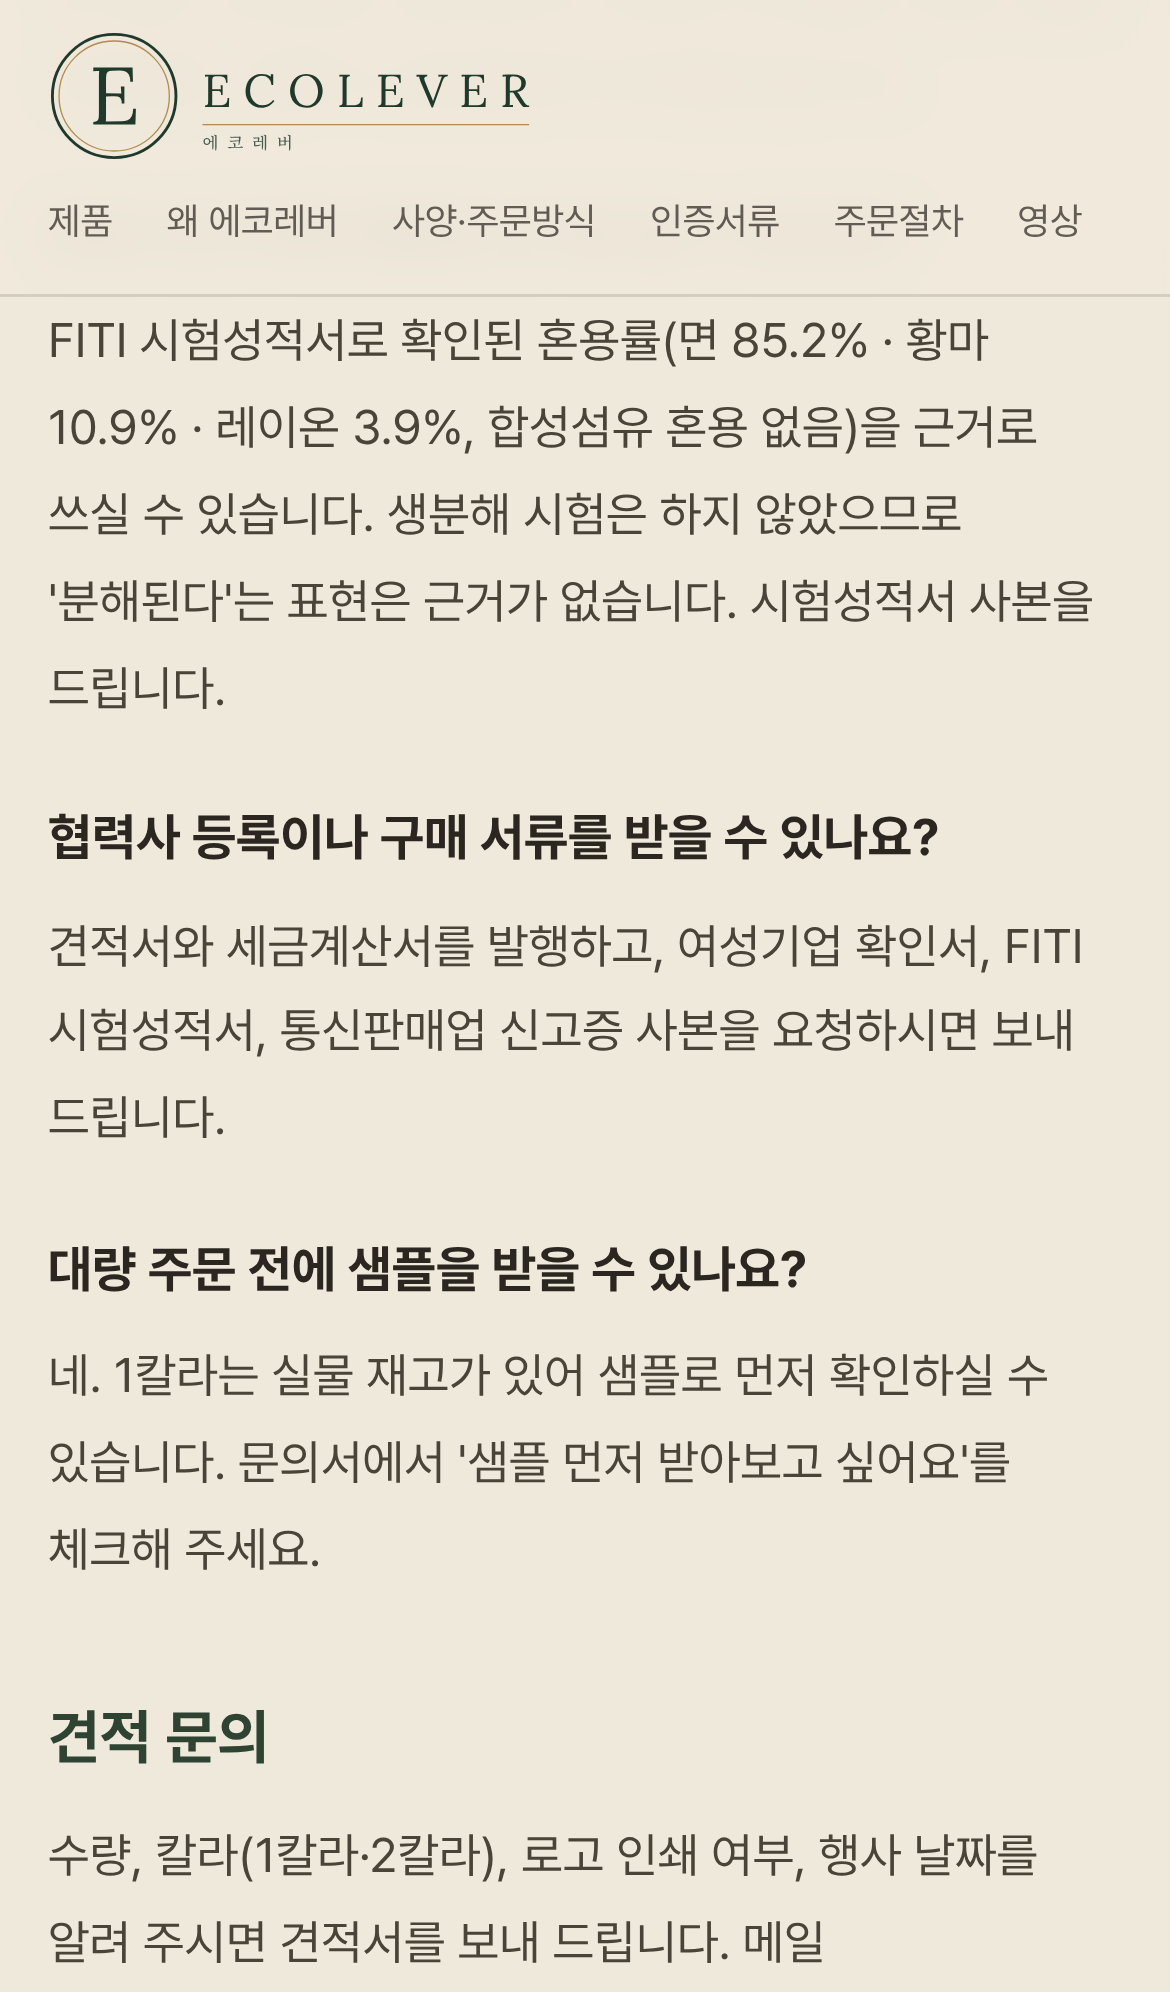 E
ECOLEVER
에코레버
제품 왜 에코레버 사양·주문방식 인증서류 주문절차 영상
FITI 시험성적서로 확인된 혼용률(면 85.2% · 황마
10.9% · 레이온 3.9%, 합성섬유 혼용 없음)을 근거로
쓰실 수 있습니다. 생분해 시험은 하지 않았으므로
'분해된다'는 표현은 근거가 없습니다. 시험성적서 사본을
드립니다.
협력사 등록이나 구매 서류를 받을 수 있나요?
견적서와 세금계산서를 발행하고, 여성기업 확인서, FITI
시험성적서, 통신판매업 신고증 사본을 요청하시면 보내
드립니다.
대량 주문 전에 샘플을 받을 수 있나요?
네. 1칼라는 실물 재고가 있어 샘플로 먼저 확인하실 수
있습니다. 문의서에서 '샘플 먼저 받아보고 싶어요'를
체크해 주세요.
견적 문의
수량, 칼라(1칼라·2칼라), 로고 인쇄 여부, 행사 날짜를
알려 주시면 견적서를 보내 드립니다. 메일